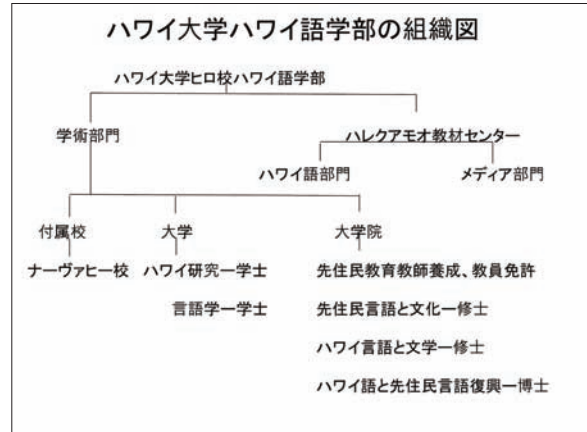 ハワイ大学ハワイ語学部の組織図
ハワイ大学ヒロ校ハワイ語学部
学術部門
ハレクアモオ教材センター
ハワイ語部門
メディア部門
付属校
大学
大学院
ナーヴァヒー校
ハワイ研究ー学士
先住民教育教師養成、教員免許
言語学ー学士
先住民言語と文化ー修士
ハワイ言語と文学ー修士
ハワイ語と先住民言語復興ー博士